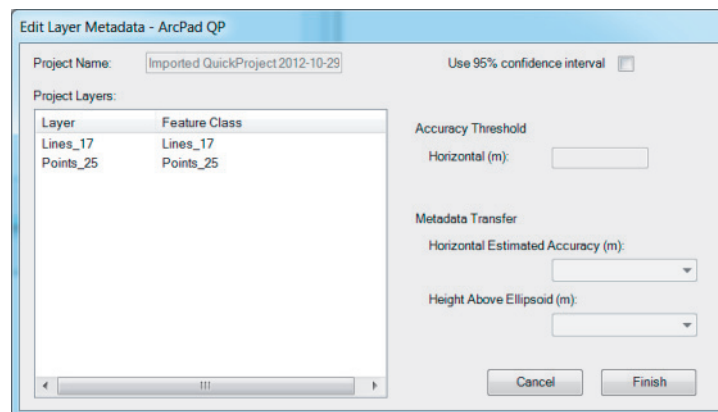 Edit Layer Metadata - ArcPad QP
Project Name: Imported QuickProject 2012-10-29 Use 95% confidence interval
Project Layers:
Layer Feature Class
Lines_17 Lines_17
Points_25 Points_25
Accuracy Threshold
Horizontal (m):
Metadata Transfer
Horizontal Estimated Accuracy (m):
Height Above Ellipsoid (m):
Cancel Finish